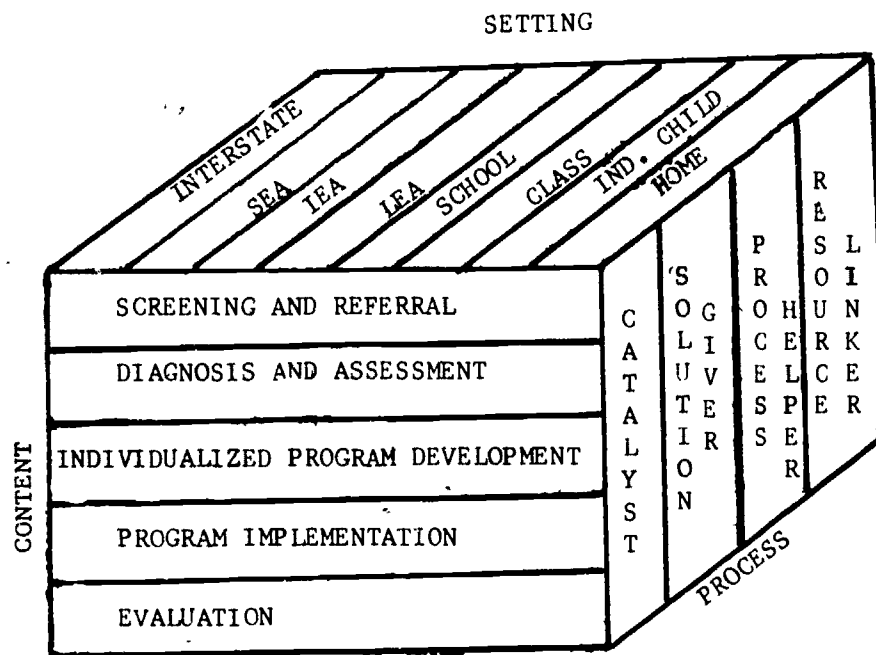 SETTING
INTERSTATE
SEA
IEA
LEA
SCHOOL
CLASS
IND. CHILD
HOME
CONTENT
SCREENING AND REFERRAL
DIAGNOSIS AND ASSESSMENT
INDIVIDUALIZED PROGRAM DEVELOPMENT
PROGRAM IMPLEMENTATION
EVALUATION
CATALYST
SOLUTION
GIVER
PROCESS
HELPER
RESOURCE
LINKER
PROCESS